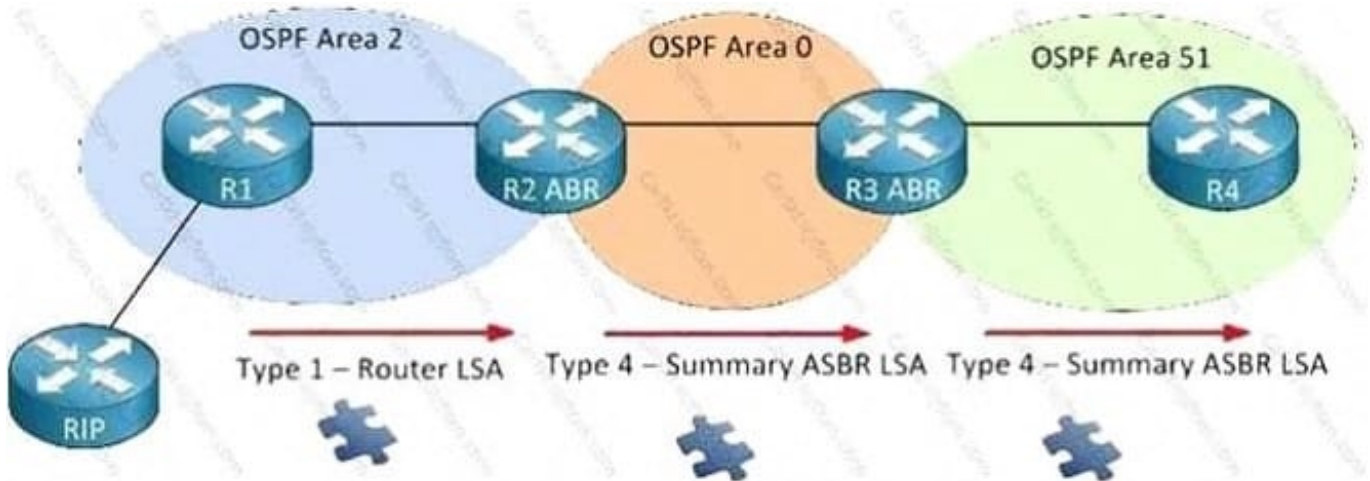 OSPF Area 2
OSPF Area 0
OSPF Area 51
R1
R2 ABR
R3 ABR
R4
Type 1 – Router LSA
Type 4 – Summary ASBR LSA
Type 4 – Summary ASBR LSA
RIP